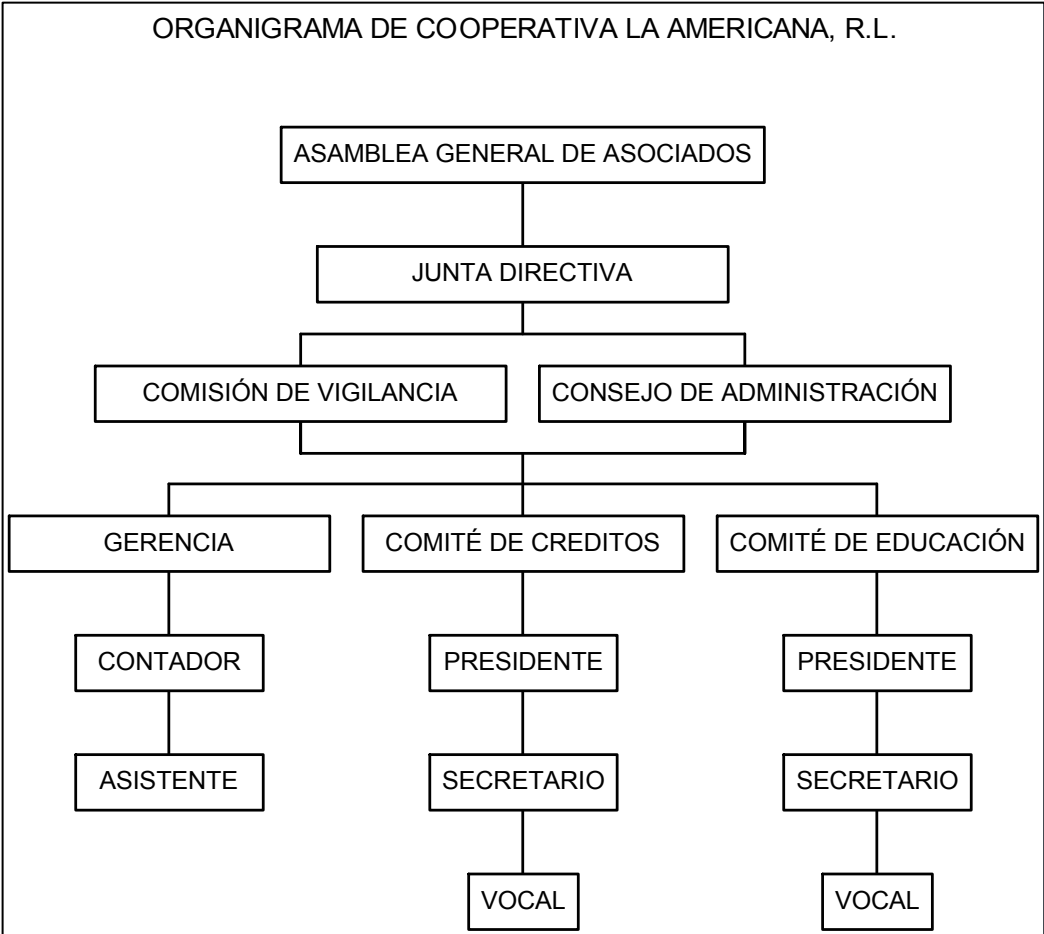 ORGANIGRAMA DE COOPERATIVA LA AMERICANA, R.L.
ASAMBLEA GENERAL DE ASOCIADOS
JUNTA DIRECTIVA
COMISIÓN DE VIGILANCIA
CONSEJO DE ADMINISTRACIÓN
GERENCIA
COMITÉ DE CREDITOS
COMITÉ DE EDUCACIÓN
CONTADOR
PRESIDENTE
PRESIDENTE
ASISTENTE
SECRETARIO
SECRETARIO
VOCAL
VOCAL